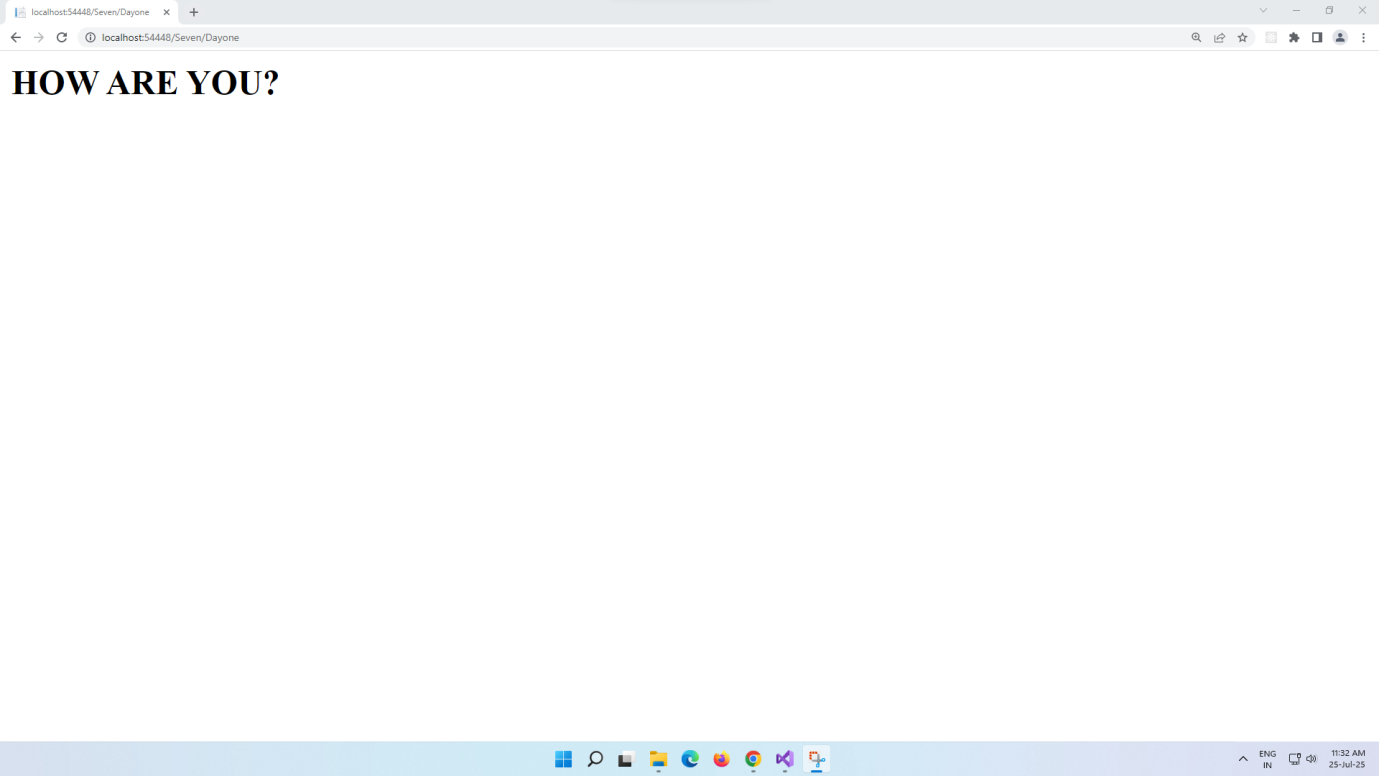 localhost:54448/Seven/Dayone
localhost:54448/Seven/Dayone
HOW ARE YOU?
ENG
IN
11:32 AM
25-Jul-25